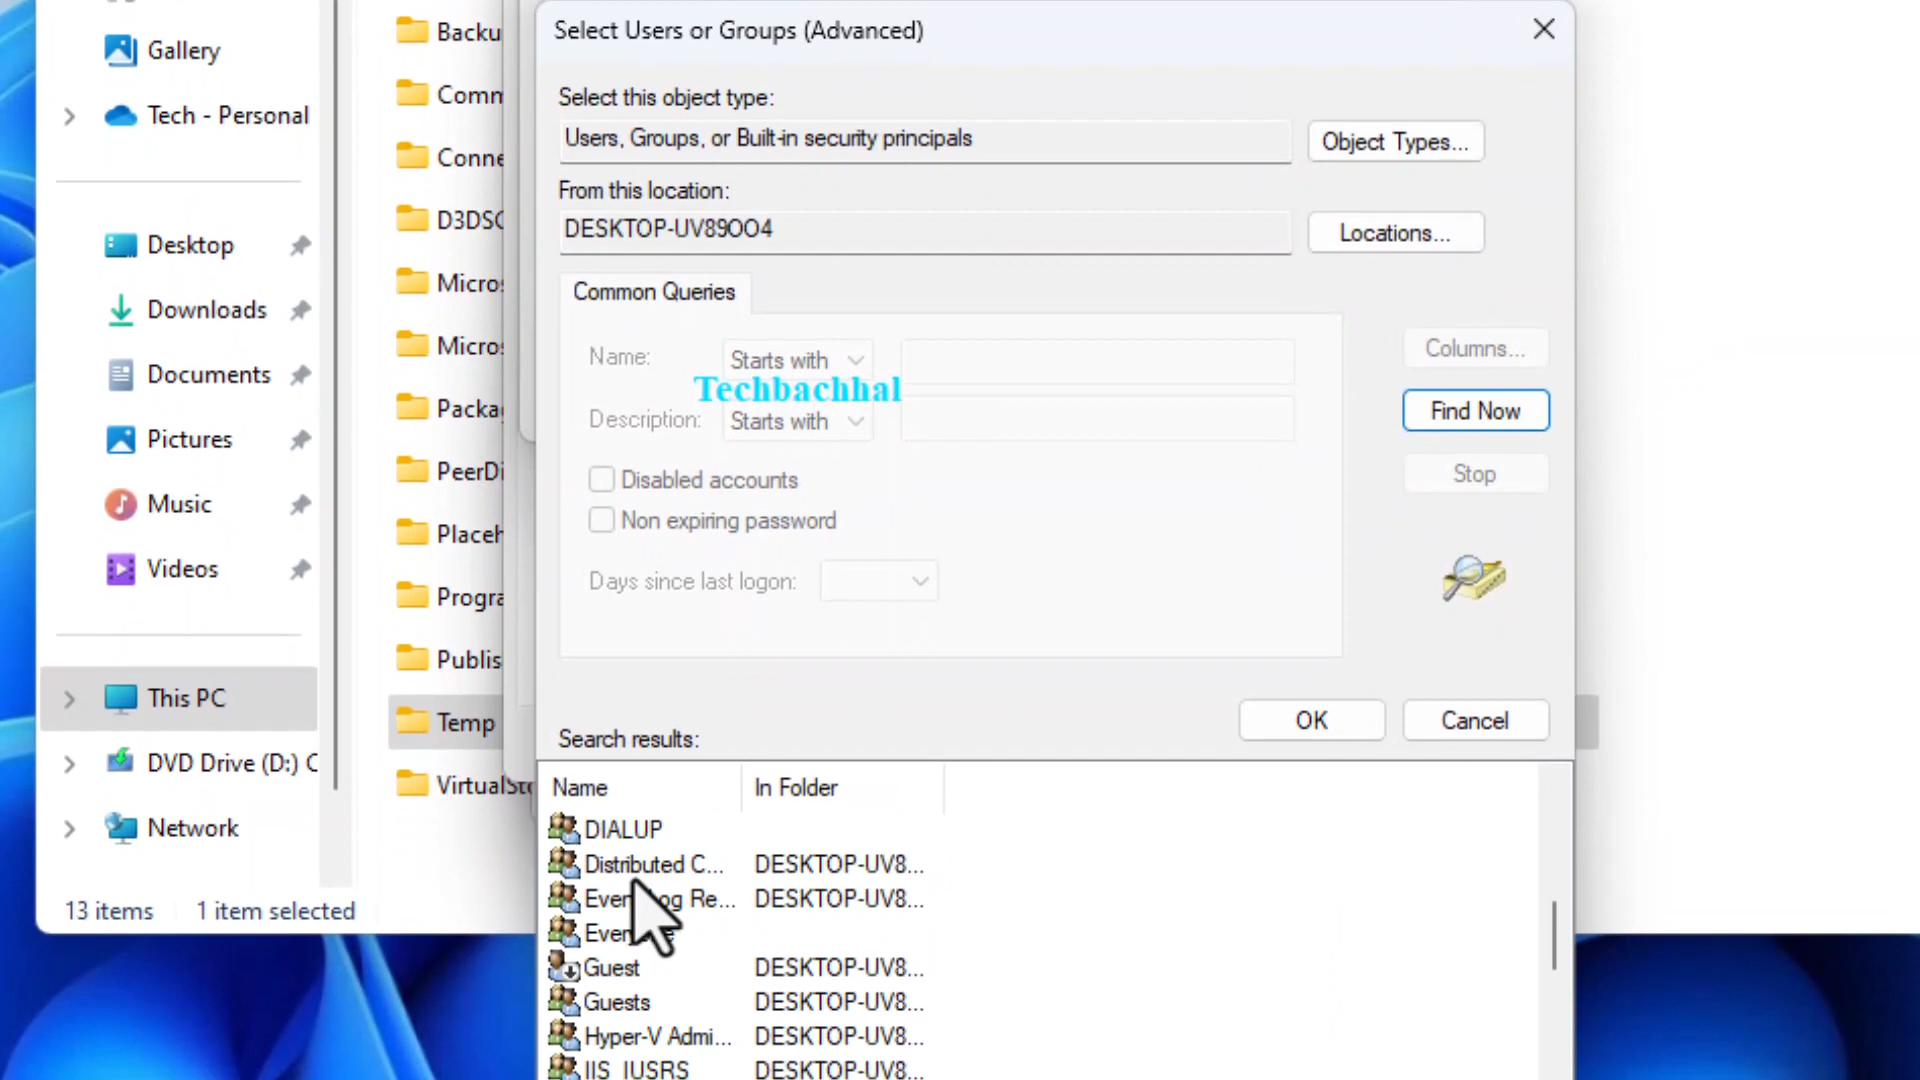 Gallery
Tech - Personal
Desktop
Downloads
Documents
Pictures
Music
Videos
This PC
DVD Drive (D:) C
Network
13 items
1 item selected
Backu
Comm
Conne
D3DSC
Micros
Micros
Packag
PeerDi
Placeh
Progra
Publis
Temp
VirtualSto
Select Users or Groups (Advanced)
Select this object type:
Users, Groups, or Built-in security principals
Object Types...
From this location:
DESKTOP-UV89OO4
Locations...
Common Queries
Name:
Starts with
Techbachhal
Description:
Starts with
Disabled accounts
Non expiring password
Days since last logon:
Columns...
Find Now
Stop
OK
Cancel
Search results:
Name
In Folder
DIALUP
Distributed C...
DESKTOP-UV8...
Re...
DESKTOP-UV8...
Guest
DESKTOP-UV8...
Guests
DESKTOP-UV8...
Hyper-V Admi...
DESKTOP-UV8...
IIS_IUSRS
DESKTOP-UV8...